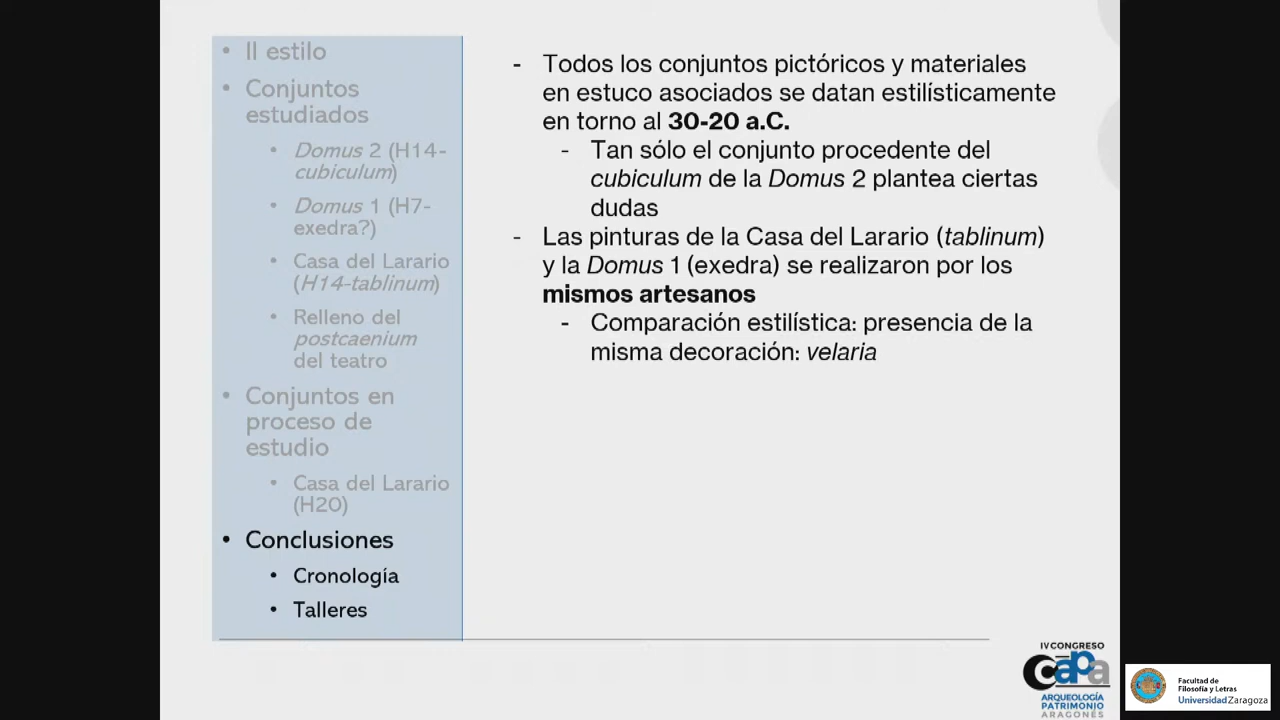 • II estilo
• Conjuntos
estudiados
• Domus 2 (H14-
cubiculum)
• Domus 1 (H7-
exedra?)
• Casa del Larario
(H14-tablinum)
• Relleno del
postcaenium
del teatro
• Conjuntos en
proceso de
estudio
• Casa del Larario
(H20)
• Conclusiones
• Cronología
• Talleres
- Todos los conjuntos pictóricos y materiales
en estuco asociados se datan estilísticamente
en torno al 30-20 a.C.
- Tan sólo el conjunto procedente del
cubiculum de la Domus 2 plantea ciertas
dudas
- Las pinturas de la Casa del Larario (tablinum)
y la Domus 1 (exedra) se realizaron por los
mismos artesanos
- Comparación estilística: presencia de la
misma decoración: velaria
IV CONGRESO
capa
ARQUEOLOGÍA
PATRIMONIO
ARAGONÉS
Facultad de
Filosofía y Letras
Universidad Zaragoza